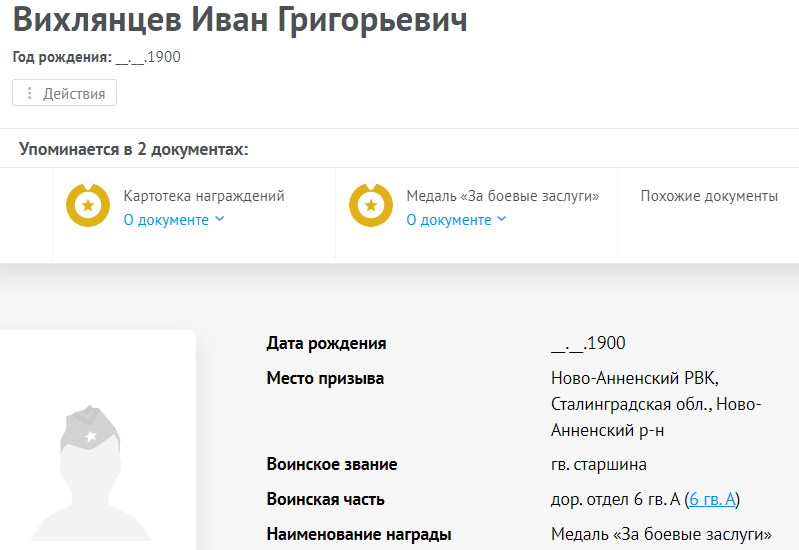 Вихлянцев Иван Григорьевич
Год рождения: __.__.1900
Действия
Упоминается в 2 документах:
Картотека награждений
О документе
Медаль «За боевые заслуги»
О документе
Похожие документы
Дата рождения __.__.1900
Место призыва Ново-Анненский РВК,
Сталинградская обл., Ново-
Анненский р-н
Воинское звание гв. старшина
Воинская часть дор. отдел 6 гв. А (6 гв. А)
Наименование награды Медаль «За боевые заслуги»